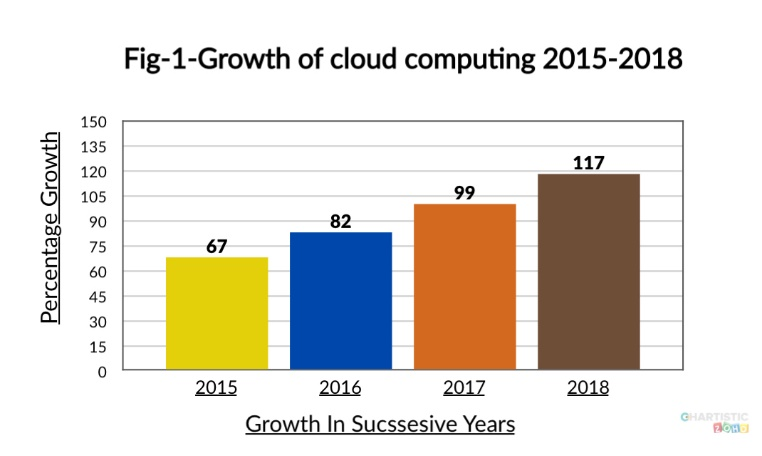 Fig-1-Growth of cloud computing 2015-2018
Percentage Growth
150
135
120
105
90
75
60
45
30
15
0
67
82
99
117
2015 2016 2017 2018
Growth In Sucssesive Years
CHARTISTIC
ZOHO